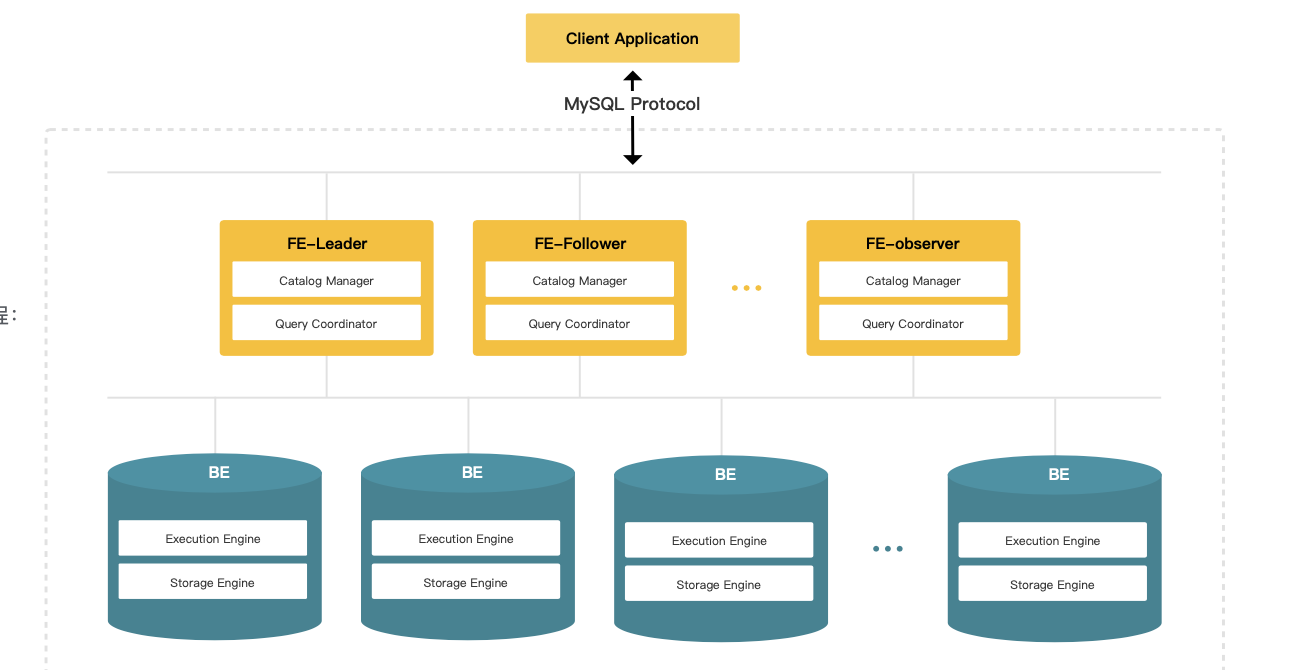 Client Application
MySQL Protocol
FE-Leader
Catalog Manager
Query Coordinator
FE-Follower
Catalog Manager
Query Coordinator
FE-observer
Catalog Manager
Query Coordinator
:
BE
Execution Engine
Storage Engine
BE
Execution Engine
Storage Engine
BE
Execution Engine
Storage Engine
BE
Execution Engine
Storage Engine